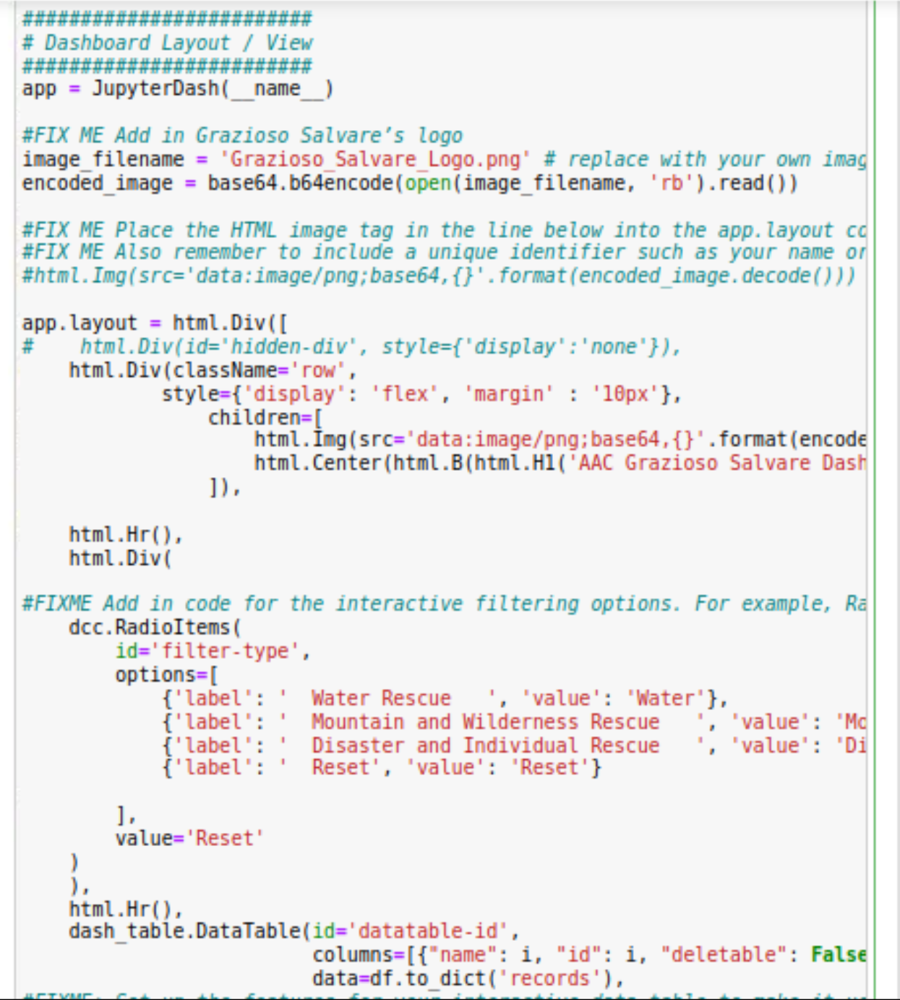 #########################
# Dashboard Layout / View
#########################
app = JupyterDash(__name__)
#FIX ME Add in Grazioso Salvare’s logo
image_filename = 'Grazioso_Salvare_Logo.png' # replace with your own imag
encoded_image = base64.b64encode(open(image_filename, 'rb').read())
#FIX ME Place the HTML image tag in the line below into the app.layout co
#FIX ME Also remember to include a unique identifier such as your name or
#html.Img(src='data:image/png;base64,{}'.format(encoded_image.decode()))
app.layout = html.Div([
#    html.Div(id='hidden-div', style={'display':'none'}),
    html.Div(className='row',
            style={'display': 'flex', 'margin' : '10px'},
                children=[
                    html.Img(src='data:image/png;base64,{}'.format(encode
                    html.Center(html.B(html.H1('AAC Grazioso Salvare Dash
                ]),
    html.Hr(),
    html.Div(
#FIXME Add in code for the interactive filtering options. For example, Ra
    dcc.RadioItems(
        id='filter-type',
        options=[
            {'label': '  Water Rescue   ', 'value': 'Water'},
            {'label': '  Mountain and Wilderness Rescue   ', 'value': 'Mo
            {'label': '  Disaster and Individual Rescue   ', 'value': 'Di
            {'label': '  Reset', 'value': 'Reset'}
        ],
        value='Reset'
    )
    ),
    html.Hr(),
    dash_table.DataTable(id='datatable-id',
                         columns=[{"name": i, "id": i, "deletable": False
                         data=df.to_dict('records'),